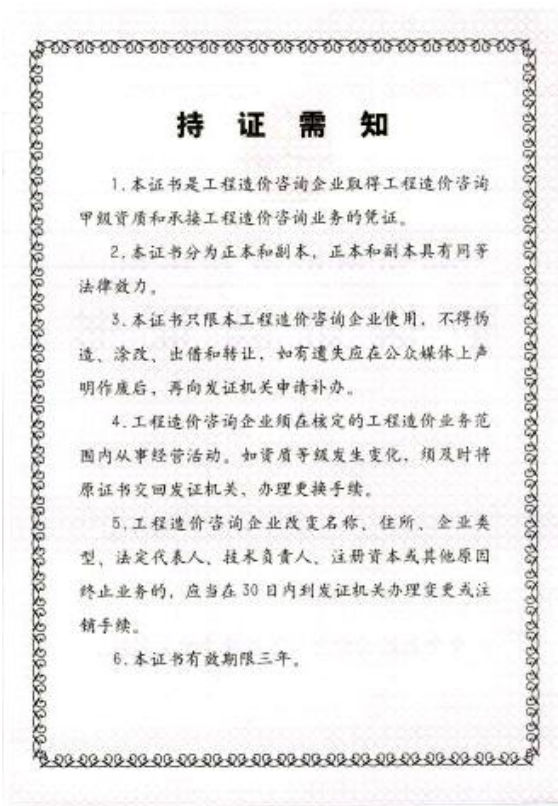 持证需知
1.本证书是工程造价咨询企业取得工程造价咨询
甲级资质和承接工程造价咨询业务的凭证。
2.本证书分为正本和副本，正本和副本具有同等
法律效力。
3.本证书只限本工程造价咨询企业使用，不得伪
造、涂改、出借和转让，如有遗失应在公众媒体上声
明作废后，再向发证机关申请补办。
4.工程造价咨询企业须在核定的工程造价业务范
围内从事经营活动。如资质等级发生变化，须及时将
原证书交回发证机关，办理更换手续。
5.工程造价咨询企业改变名称、住所、企业类
型、法定代表人、技术负责人、注册资本或其他原因
终止业务的，应当在30日内到发证机关办理变更或注
销手续。
6.本证书有效期限三年。